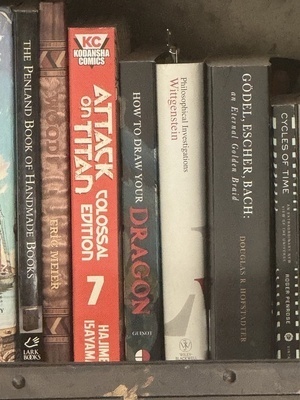 THE PENLAND BOOK OF HANDMADE BOOKS
LARK BOOKS
ERIC MEIER
KC
KODANSHA
COMICS
ATTACK
ON TITAN
COLOSSAL
EDITION
7
HAJIME
ISAYAMA
HOW TO DRAW YOUR
DRAGON
GUINOT
Philosophical Investigations
Wittgenstein
GÖDEL, ESCHER, BACH:
an Eternal Golden Braid
DOUGLAS R. HOFSTADTER
CYCLES OF TIME
ROGER PENROSE